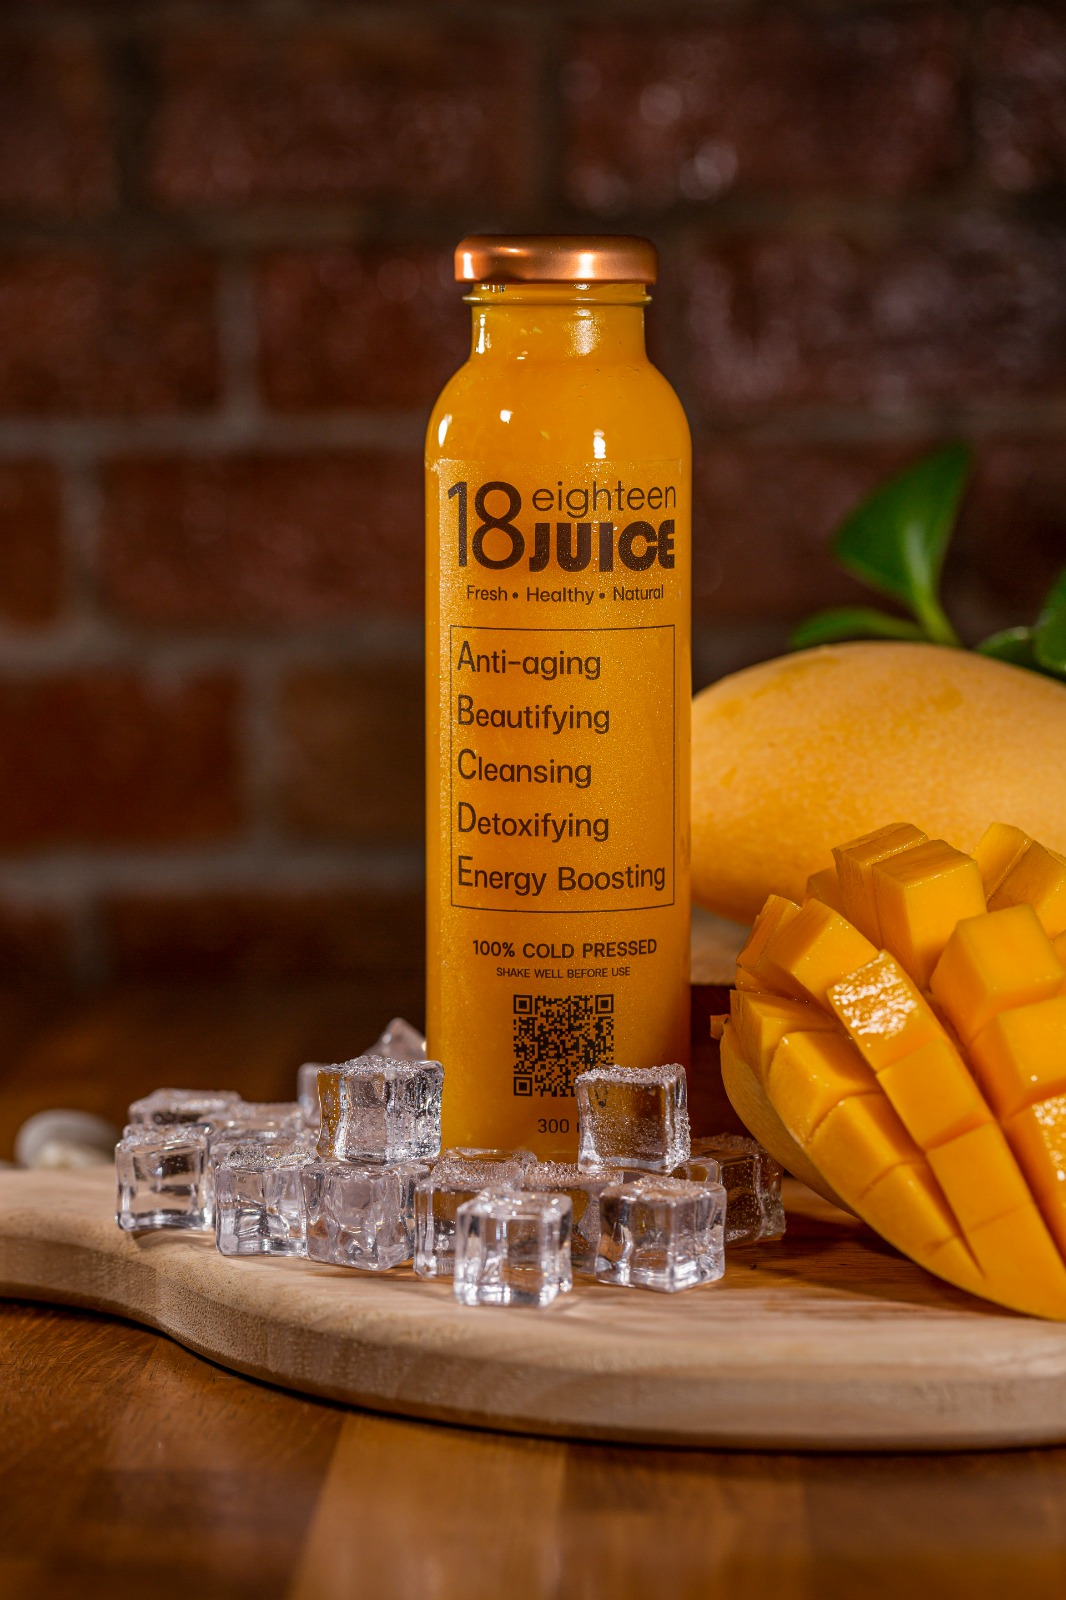 18 eighteen
JUICE
Fresh • Healthy • Natural
Anti-aging
Beautifying
Cleansing
Detoxifying
Energy Boosting
100% COLD PRESSED
SHAKE WELL BEFORE USE
300